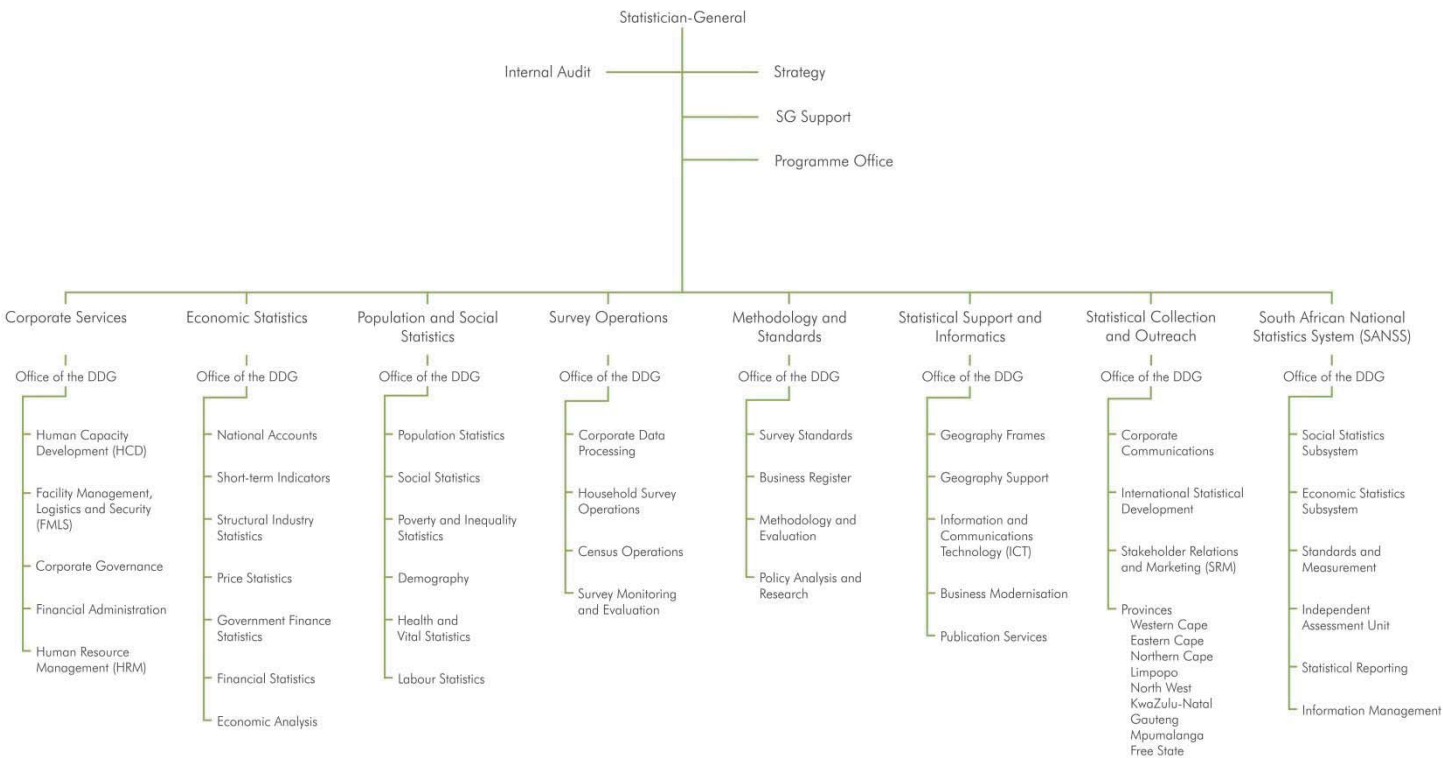 Statistician-General
Internal Audit
Strategy
SG Support
Programme Office
Corporate Services
Office of the DDG
Human Capacity
Development (HCD)
Facility Management,
Logistics and Security
(FMLS)
Corporate Governance
Financial Administration
Human Resource
Management (HRM)
Economic Statistics
Office of the DDG
National Accounts
Short-term Indicators
Structural Industry
Statistics
Price Statistics
Government Finance
Statistics
Financial Statistics
Economic Analysis
Population and Social
Statistics
Office of the DDG
Population Statistics
Social Statistics
Poverty and Inequality
Statistics
Demography
Health and
Vital Statistics
Labour Statistics
Survey Operations
Office of the DDG
Corporate Data
Processing
Household Survey
Operations
Census Operations
Survey Monitoring
and Evaluation
Methodology and
Standards
Office of the DDG
Survey Standards
Business Register
Methodology and
Evaluation
Policy Analysis and
Research
Statistical Support and
Informatics
Office of the DDG
Geography Frames
Geography Support
Information and
Communications
Technology (ICT)
Business Modernisation
Publication Services
Statistical Collection
and Outreach
Office of the DDG
Corporate
Communications
International Statistical
Development
Stakeholder Relations
and Marketing (SRM)
Provinces
Western Cape
Eastern Cape
Northern Cape
Limpopo
North West
KwaZulu-Natal
Gauteng
Mpumalanga
Free State
South African National
Statistics System (SANSS)
Office of the DDG
Social Statistics
Subsystem
Economic Statistics
Subsystem
Standards and
Measurement
Independent
Assessment Unit
Statistical Reporting
Information Management